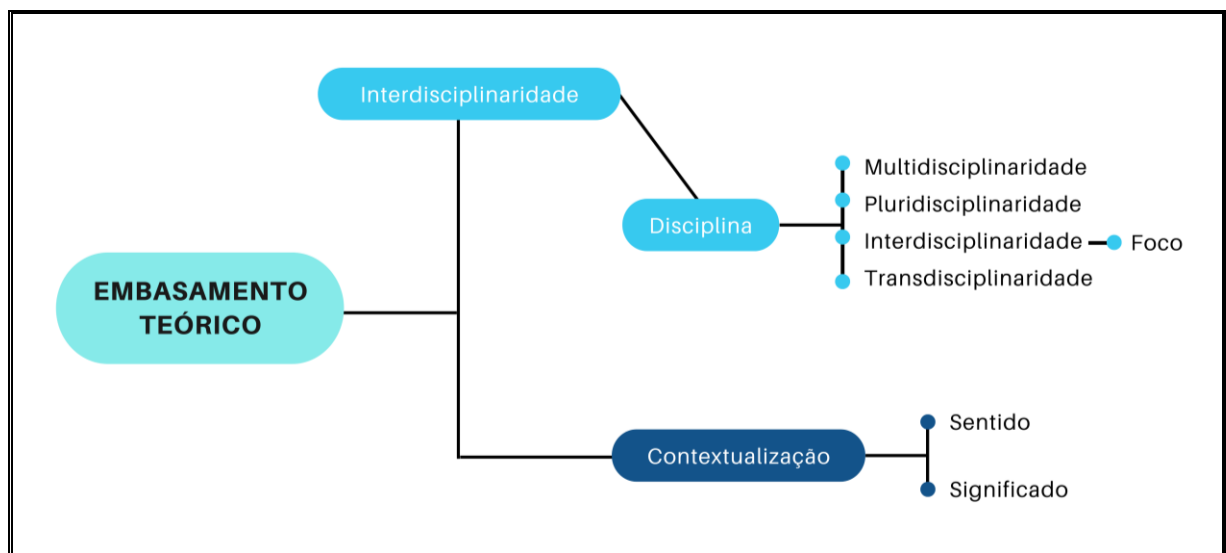 Interdisciplinaridade
Disciplina
Multidisciplinaridade
Pluridisciplinaridade
Interdisciplinaridade
Foco
Transdisciplinaridade
EMBASAMENTO
TEÓRICO
Contextualização
Sentido
Significado